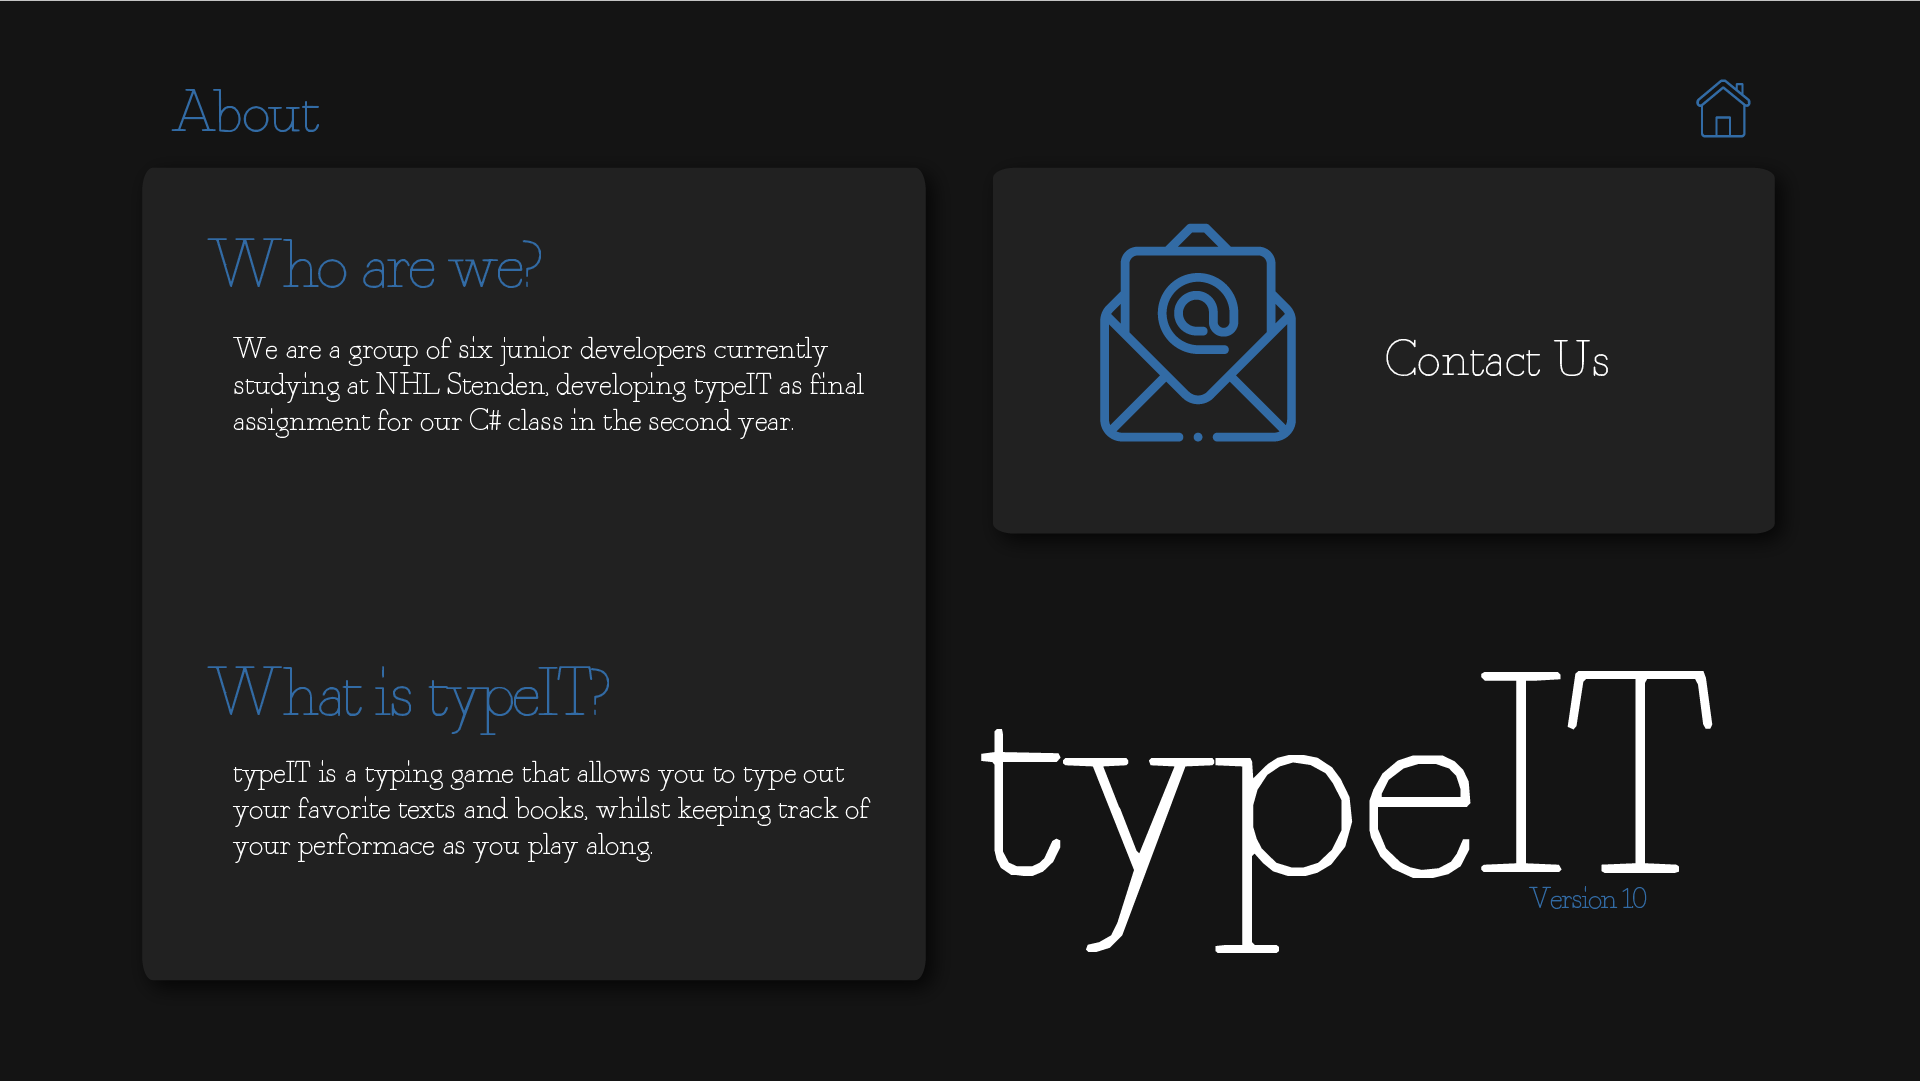 About
Who are we?
We are a group of six junior developers currently
studying at NHL Stenden, developing typeIT as final
assignment for our C# class in the second year.
What is typeIT?
typeIT is a typing game that allows you to type out
your favorite texts and books, whilst keeping track of
your performace as you play along.
Contact Us
typeIT
Version 1.0